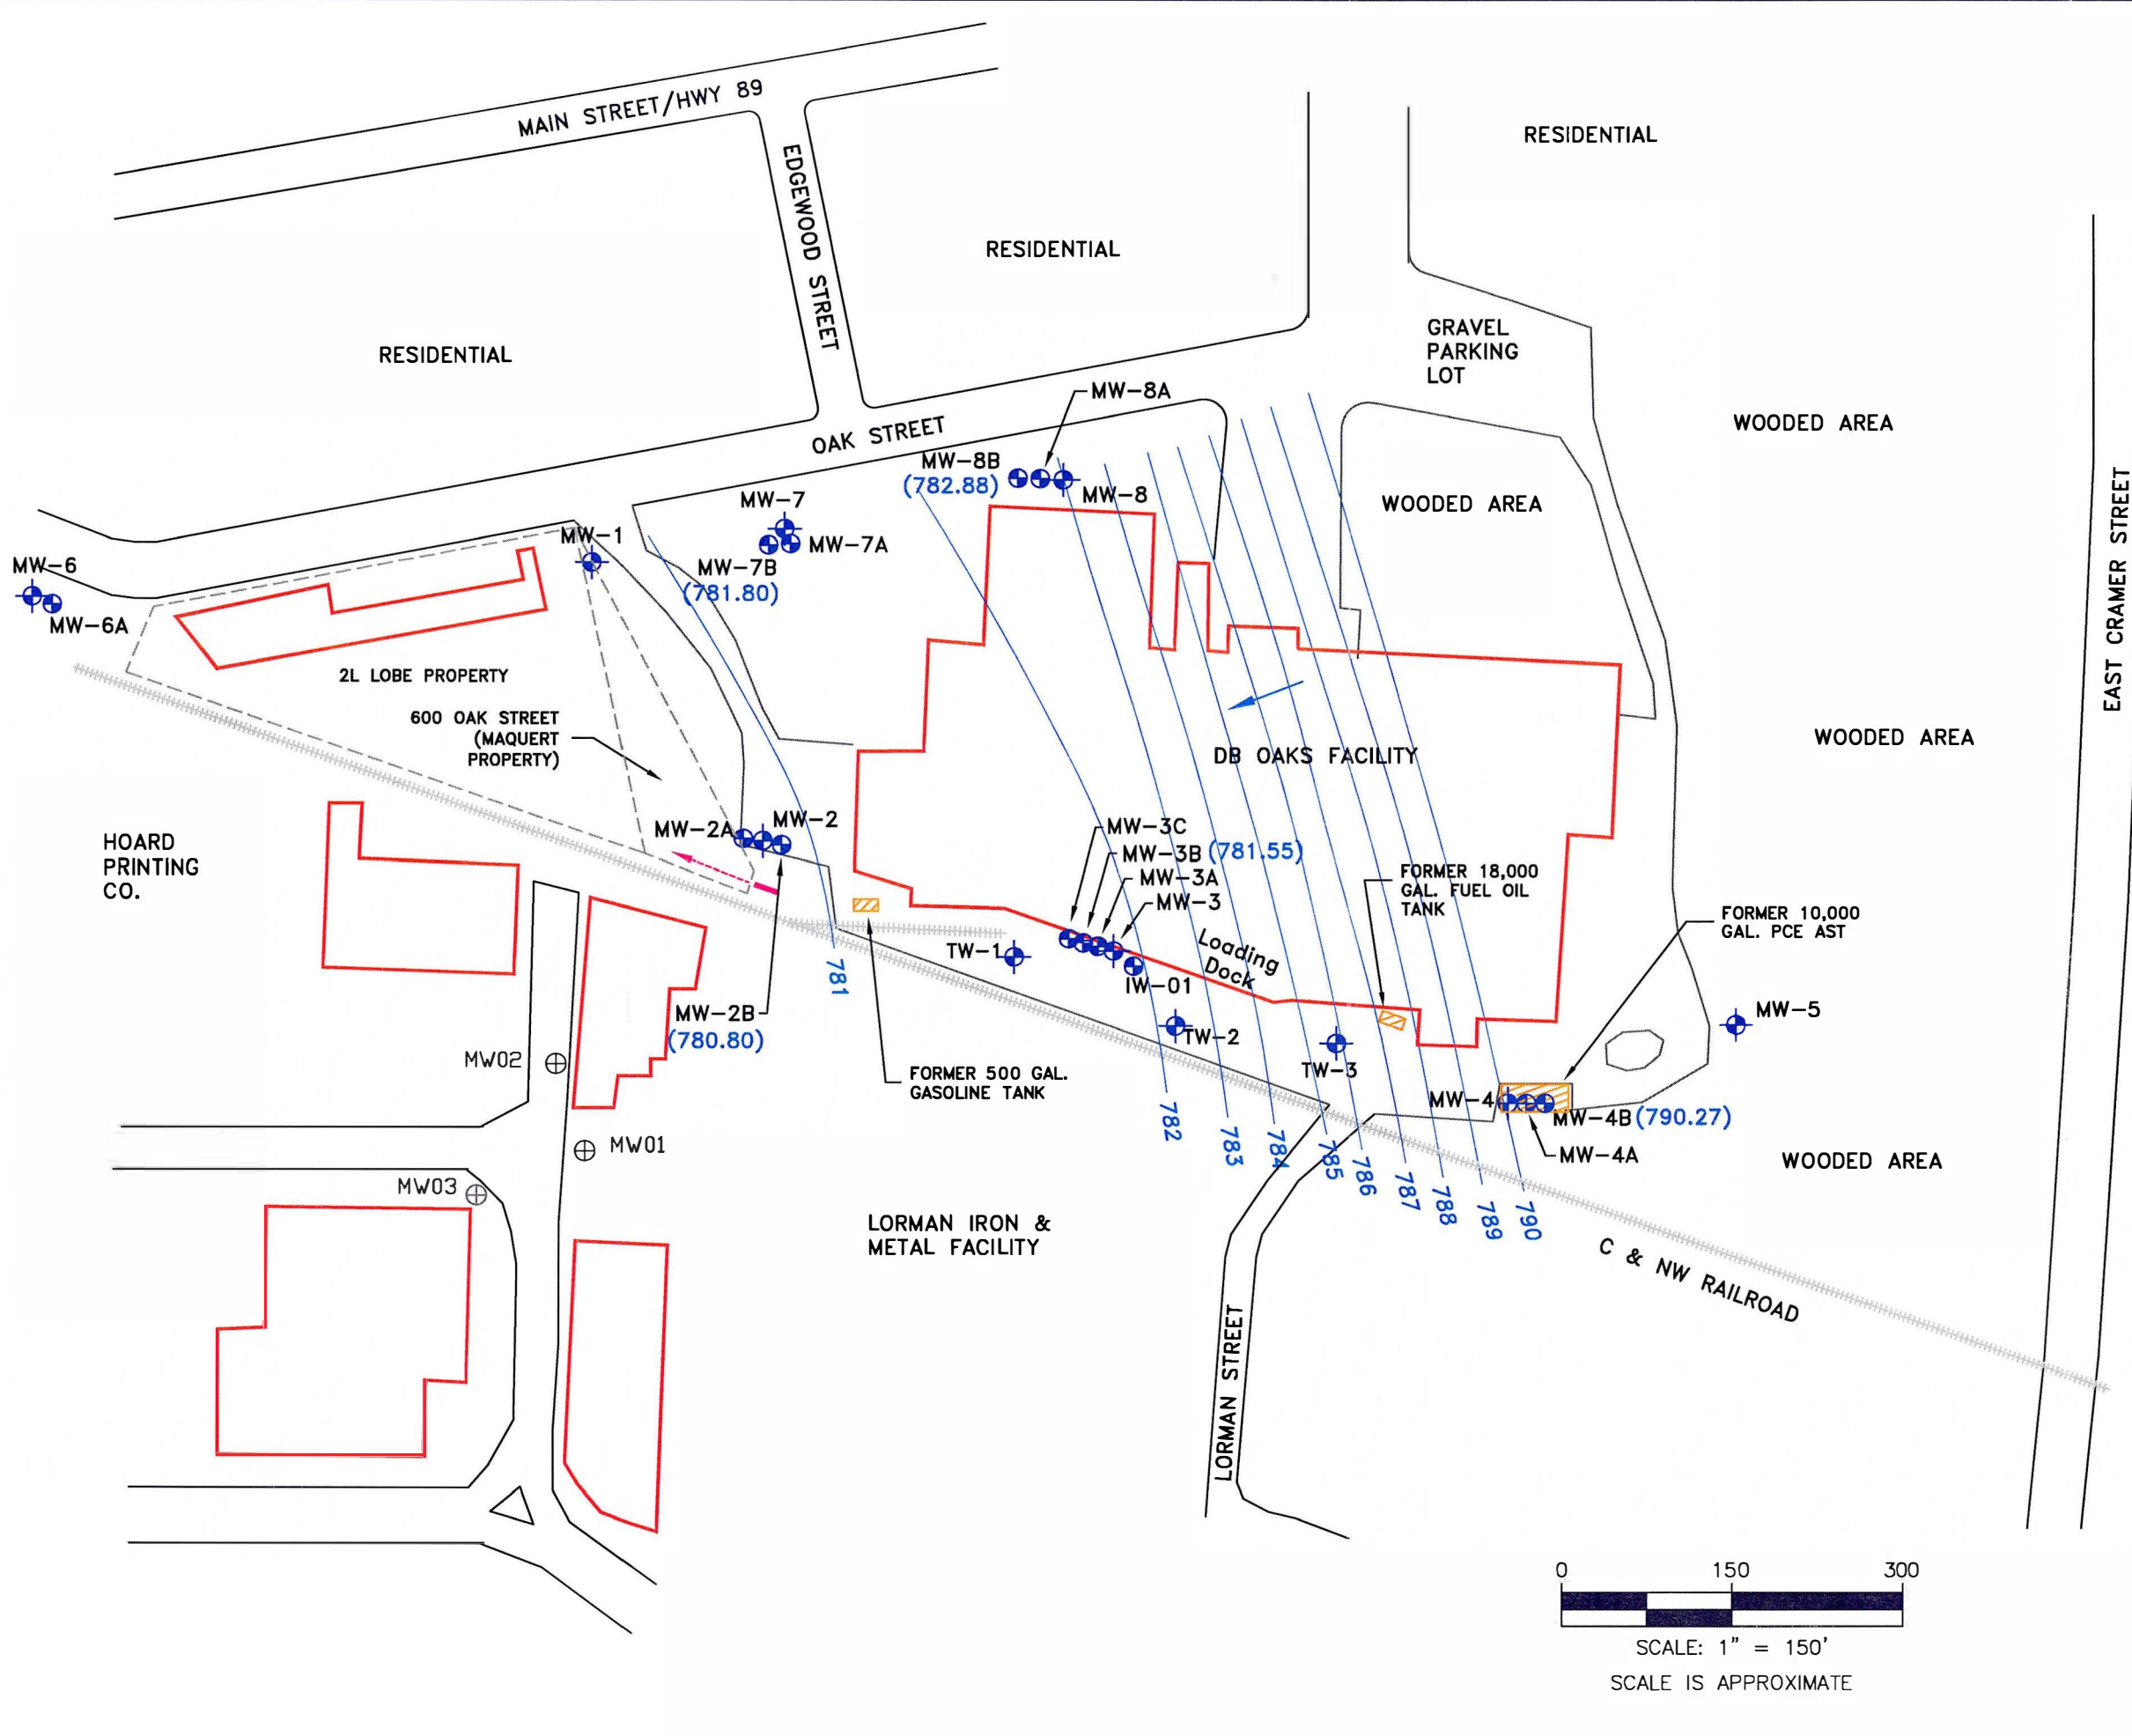 MAIN STREET/HWY 89
EDGEWOOD STREET
RESIDENTIAL
RESIDENTIAL
RESIDENTIAL
GRAVEL
PARKING
LOT
WOODED AREA
WOODED AREA
WOODED AREA
WOODED AREA
EAST CRAMER STREET
OAK STREET
MW-8A
MW-8B
(782.88)
MW-8
MW-7
MW-7A
MW-7B
(781.80)
MW-1
MW-6
MW-6A
2L LOBE PROPERTY
600 OAK STREET
(MAQUERT
PROPERTY)
DB OAKS FACILITY
HOARD
PRINTING
CO.
MW-2A
MW-2
MW-3C
MW-3B (781.55)
MW-3A
MW-3
FORMER 18,000
GAL. FUEL OIL
TANK
FORMER 10,000
GAL. PCE AST
Loading
Dock
TW-1
IW-01
TW-2
TW-3
MW-5
MW-2B
(780.80)
MW02
MW01
MW03
FORMER 500 GAL.
GASOLINE TANK
MW-4
MW-4B (790.27)
MW-4A
781
782
783
784
785
786
787
788
789
790
LORMAN IRON &
METAL FACILITY
C & NW RAILROAD
LORMAN STREET
0 150 300
SCALE: 1" = 150'
SCALE IS APPROXIMATE